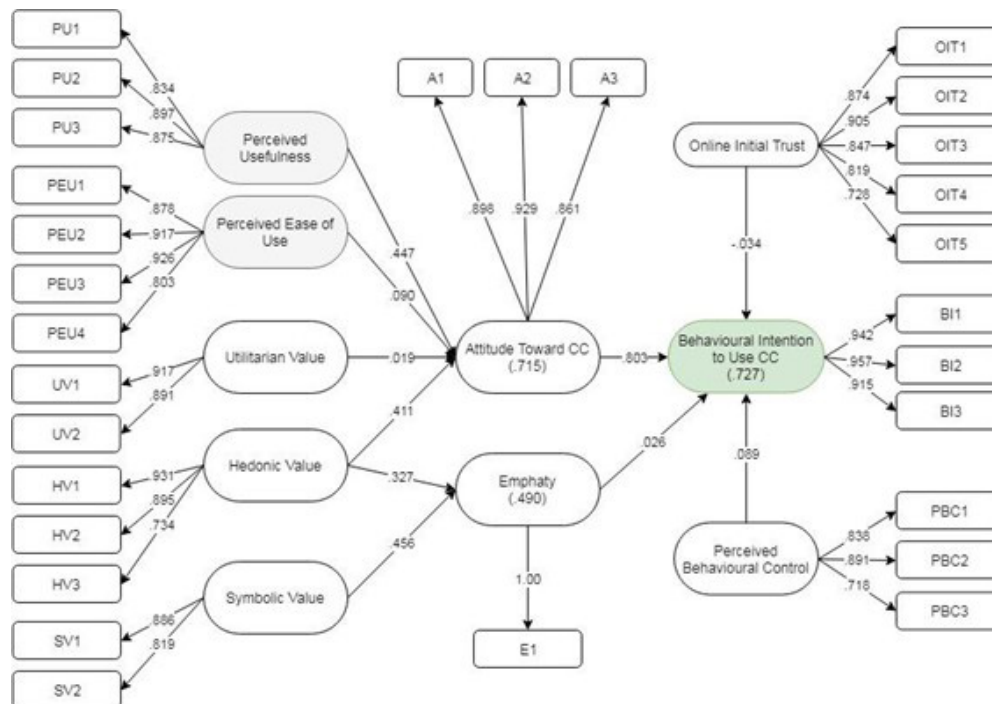 PU1
PU2
PU3
.834
.897
.875
Perceived
Usefulness
PEU1
PEU2
PEU3
PEU4
.878
.917
.926
.803
Perceived Ease of
Use
UV1
UV2
.917
.891
Utilitarian Value
HV1
HV2
HV3
.931
.895
.734
Hedonic Value
SV1
SV2
.886
.819
Symbolic Value
A1
A2
A3
.898
.929
.861
.447
.090
.019
.411
.327
.456
Attitude Toward CC
(.715)
Emphaty
(.490)
1.00
E1
.803
.026
Online Initial Trust
-.034
Behavioural Intention
to Use CC
(.727)
.089
Perceived
Behavioural Control
OIT1
OIT2
OIT3
OIT4
OIT5
.874
.905
.847
.819
.728
BI1
BI2
BI3
.942
.957
.915
PBC1
PBC2
PBC3
.838
.891
.718